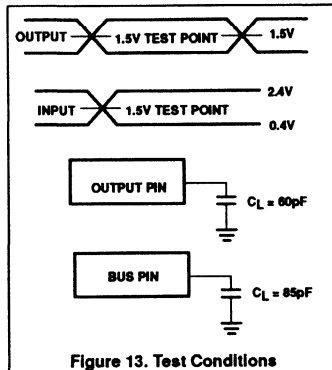 OUTPUT 1.5V TEST POINT 1.5V
2.4V
INPUT 1.5V TEST POINT
0.4V
OUTPUT PIN
CL = 60pF
BUS PIN
CL = 85pF
Figure 13. Test Conditions